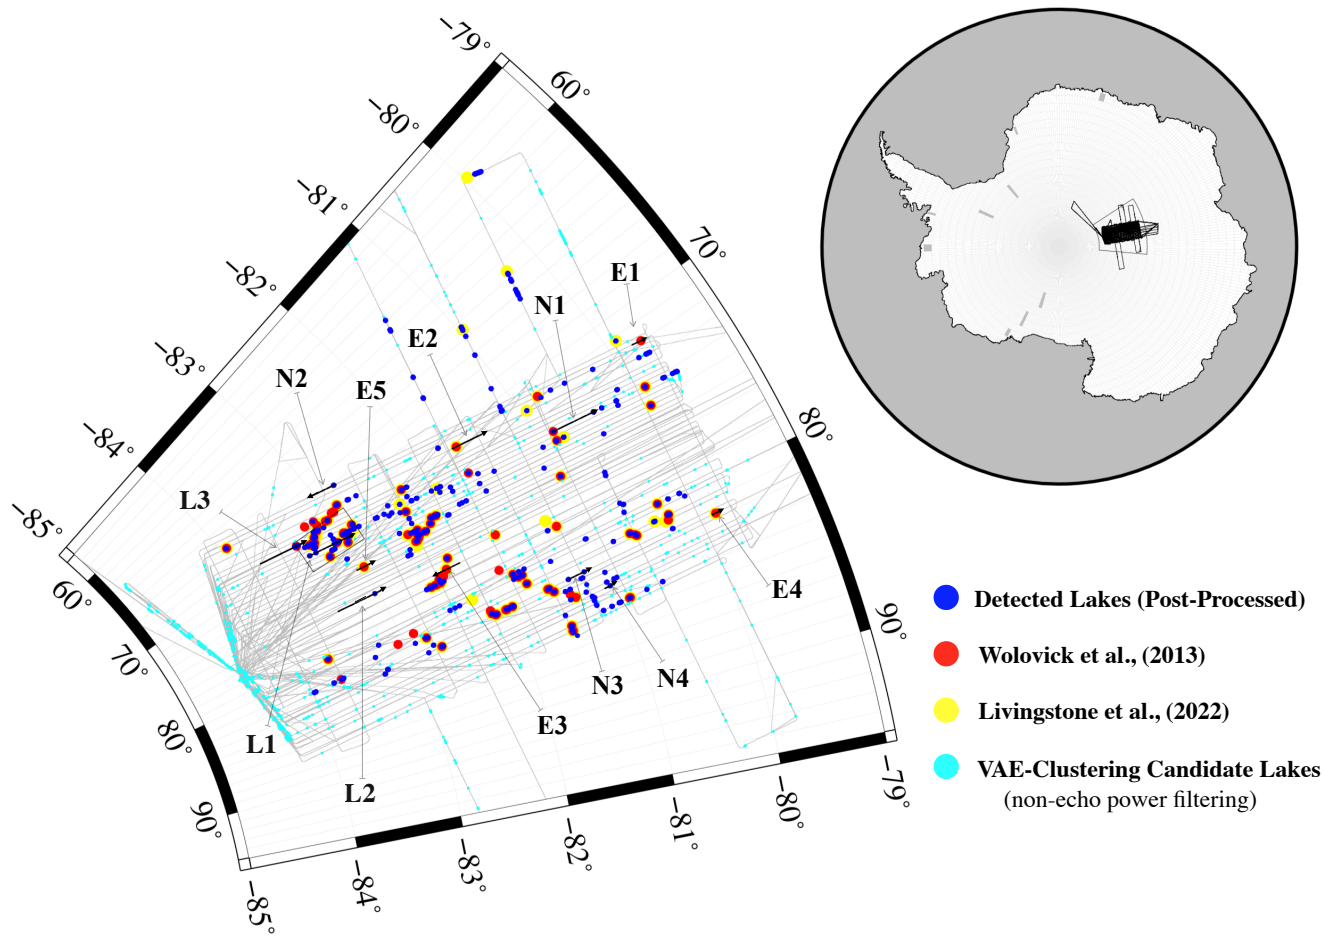 −79°
60°
−80°
−81°
70°
−82°
E1
N1
E2
−83°
N2
E5
80°
−84°
L3
−85°
60°
E4
Detected Lakes (Post-Processed)
90°
70°
Wolovick et al., (2013)
N3
N4
Livingstone et al., (2022)
80°
L1
E3
VAE-Clustering Candidate Lakes
(non-echo power filtering)
L2
−79°
90°
−80°
−81°
−82°
−83°
−84°
−85°